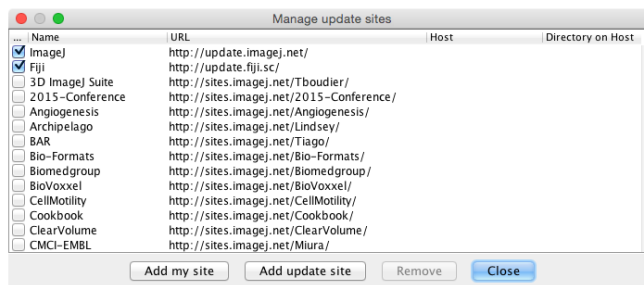 Manage update sites
... Name URL Host Directory on Host
ImageJ http://update.imagej.net/
Fiji http://update.fiji.sc/
3D ImageJ Suite http://sites.imagej.net/Tboudier/
2015-Conference http://sites.imagej.net/2015-Conference/
Angiogenesis http://sites.imagej.net/Angiogenesis/
Archipelago http://sites.imagej.net/Lindsey/
BAR http://sites.imagej.net/Tiago/
Bio-Formats http://sites.imagej.net/Bio-Formats/
Biomedgroup http://sites.imagej.net/Biomedgroup/
BioVoxxel http://sites.imagej.net/BioVoxxel/
CellMotility http://sites.imagej.net/CellMotility/
Cookbook http://sites.imagej.net/Cookbook/
ClearVolume http://sites.imagej.net/ClearVolume/
CMCI-EMBL http://sites.imagej.net/Miura/
Add my site Add update site Remove Close